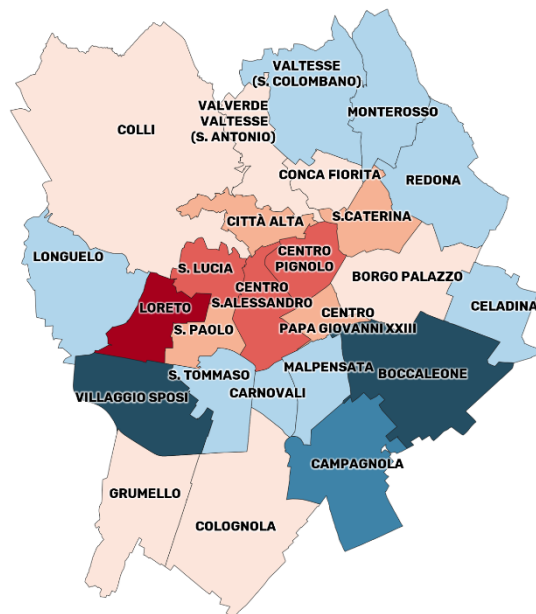 VALTESSE
(S. COLOMBANO)
MONTEROSSO
VALVERDE
VALTESSE
(S. ANTONIO)
COLLI
CONCA FIORITA
REDONA
CITTÀ ALTA
S.CATERINA
LONGUELO
CENTRO
PIGNOLO
S. LUCIA
BORGO PALAZZO
CENTRO
S.ALESSANDRO
LORETO
CELADINA
CENTRO
PAPA GIOVANNI XXIII
S. PAOLO
MALPENSATA
BOCCALEONE
S. TOMMASO
CARNOVALI
VILLAGGIO SPOSI
CAMPAGNOLA
GRUMELLO
COLOGNOLA